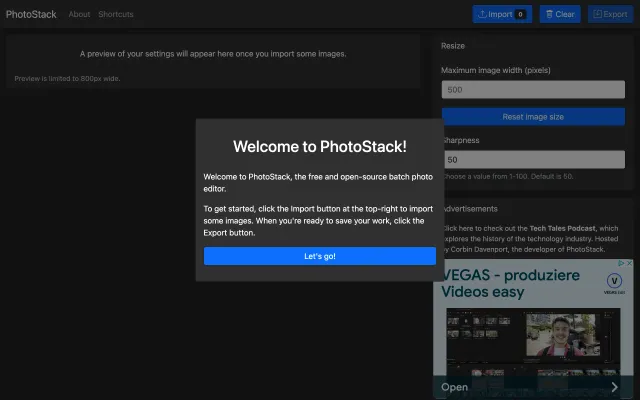 PhotoStack
About
Shortcuts
Import 0
Clear
Export
A preview of your settings will appear here once you import some images.
Preview is limited to 800px wide.
Resize
Maximum image width (pixels)
500
Reset image size
Sharpness
50
Choose a value from 1-100. Default is 50.
Welcome to PhotoStack!
Welcome to PhotoStack, the free and open-source batch photo
editor.
To get started, click the Import button at the top-right to import
some images. When you're ready to save your work, click the
Export button.
Let's go!
Advertisements
Click here to check out the Tech Tales Podcast, which
explores the history of the technology industry. Hosted
by Corbin Davenport, the developer of PhotoStack.
VEGAS - produziere
Videos easy
Open